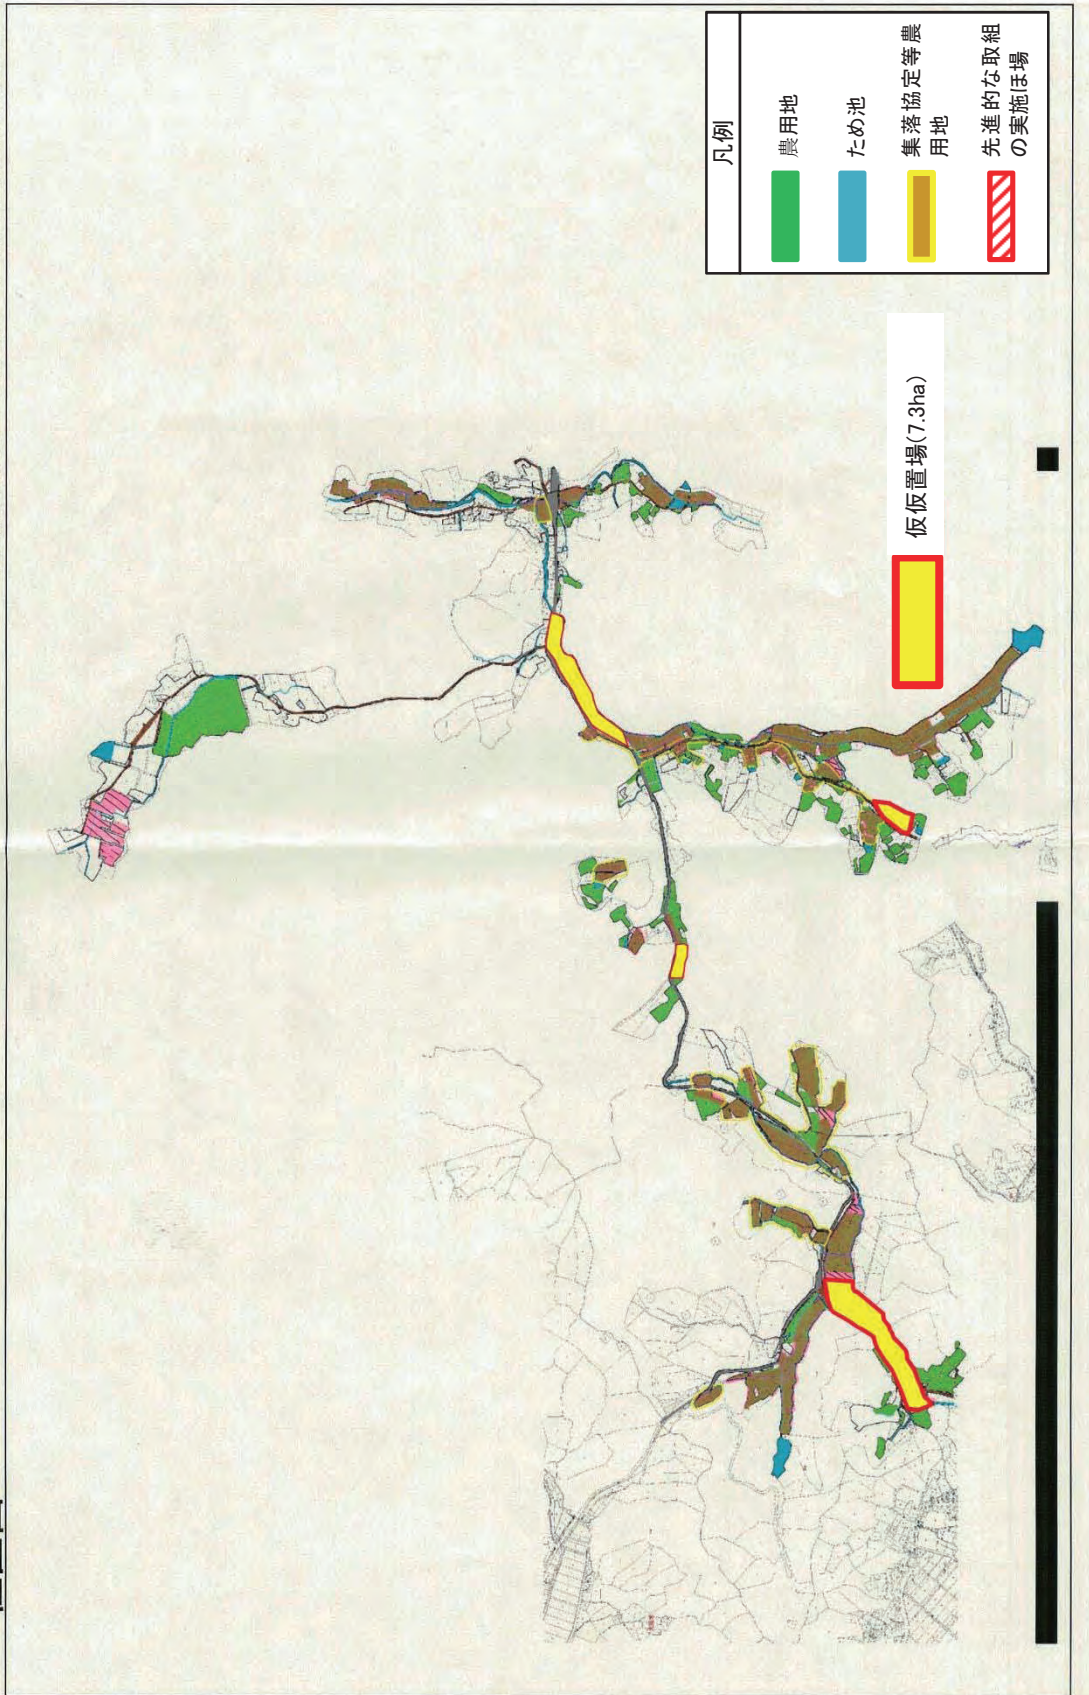 凡例
農用地
ため池
集落協定等農
用地
先進的な取組
の実施ほ場
仮仮置場(7.3ha)